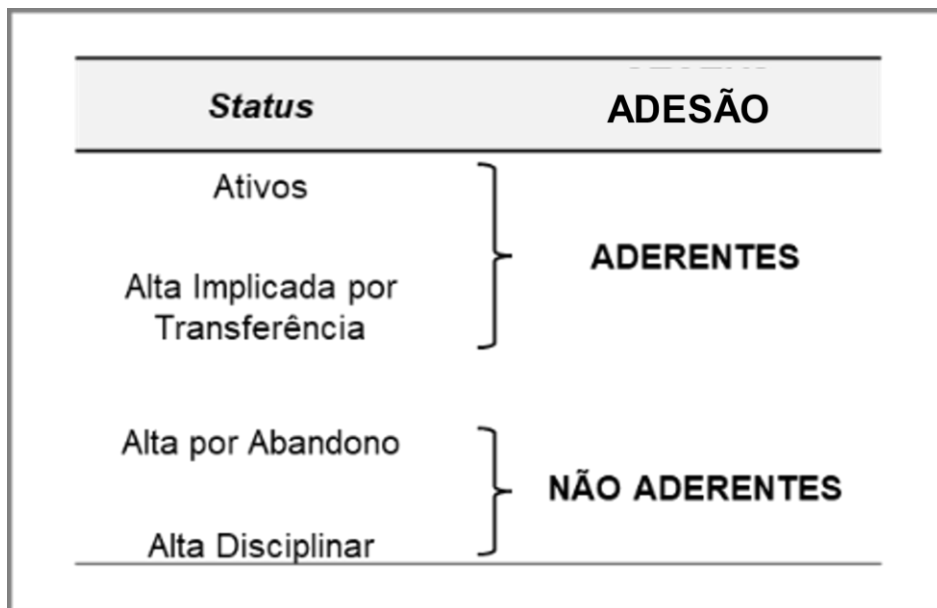 Status ADESÃO
Ativos
ADERENTES
Alta Implicada por
Transferência
Alta por Abandono
NÃO ADERENTES
Alta Disciplinar